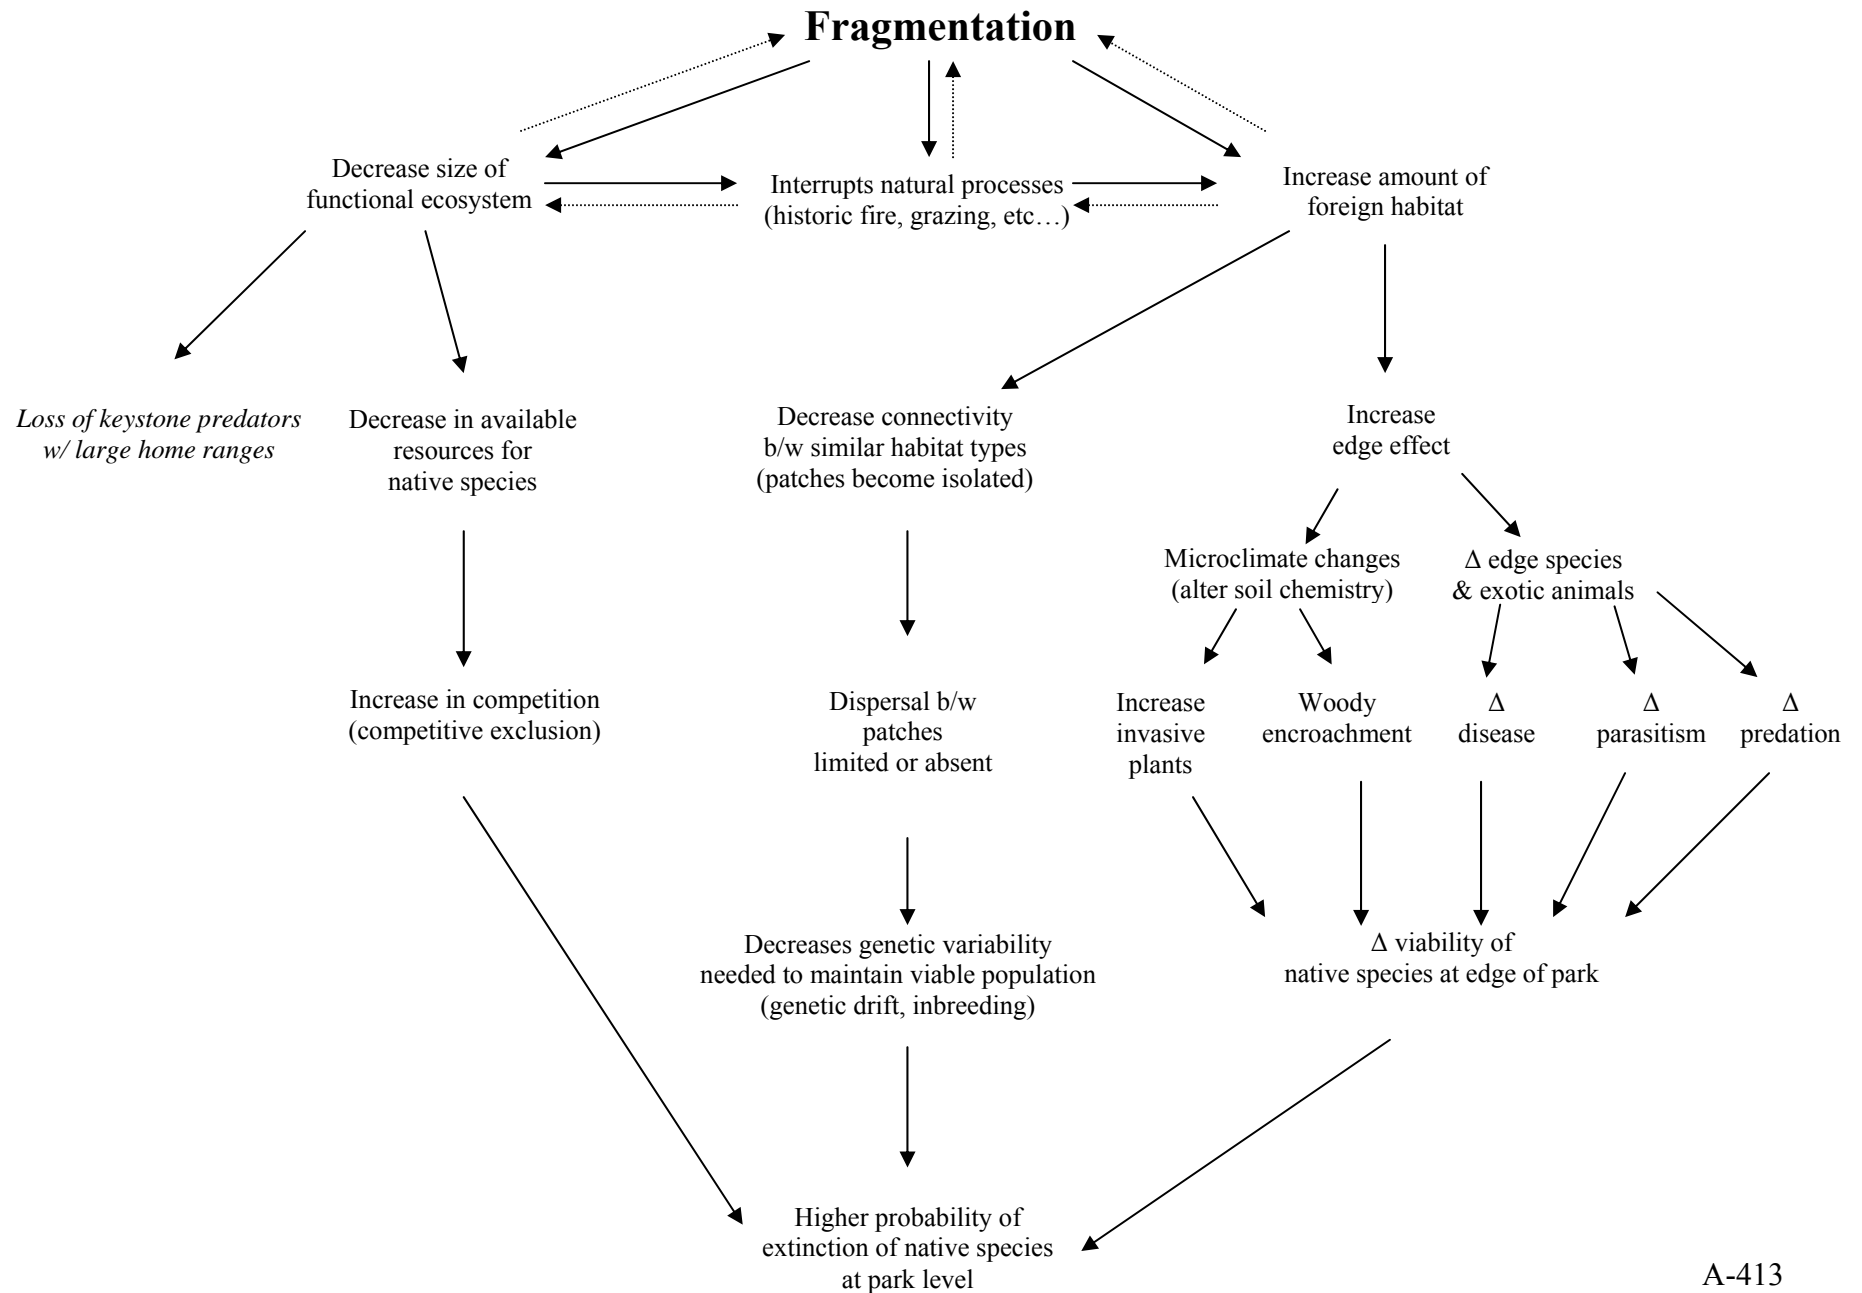 Fragmentation
Decrease size of
functional ecosystem
Interrupts natural processes
(historic fire, grazing, etc…)
Increase amount of
foreign habitat
Loss of keystone predators
w/ large home ranges
Decrease in available
resources for
native species
Decrease connectivity
b/w similar habitat types
(patches become isolated)
Increase
edge effect
Microclimate changes
(alter soil chemistry)
Δ edge species
& exotic animals
Increase in competition
(competitive exclusion)
Dispersal b/w
patches
limited or absent
Increase
invasive
plants
Woody
encroachment
Δ
disease
Δ
parasitism
Δ
predation
Decreases genetic variability
needed to maintain viable population
(genetic drift, inbreeding)
Δ viability of
native species at edge of park
Higher probability of
extinction of native species
at park level
A-413